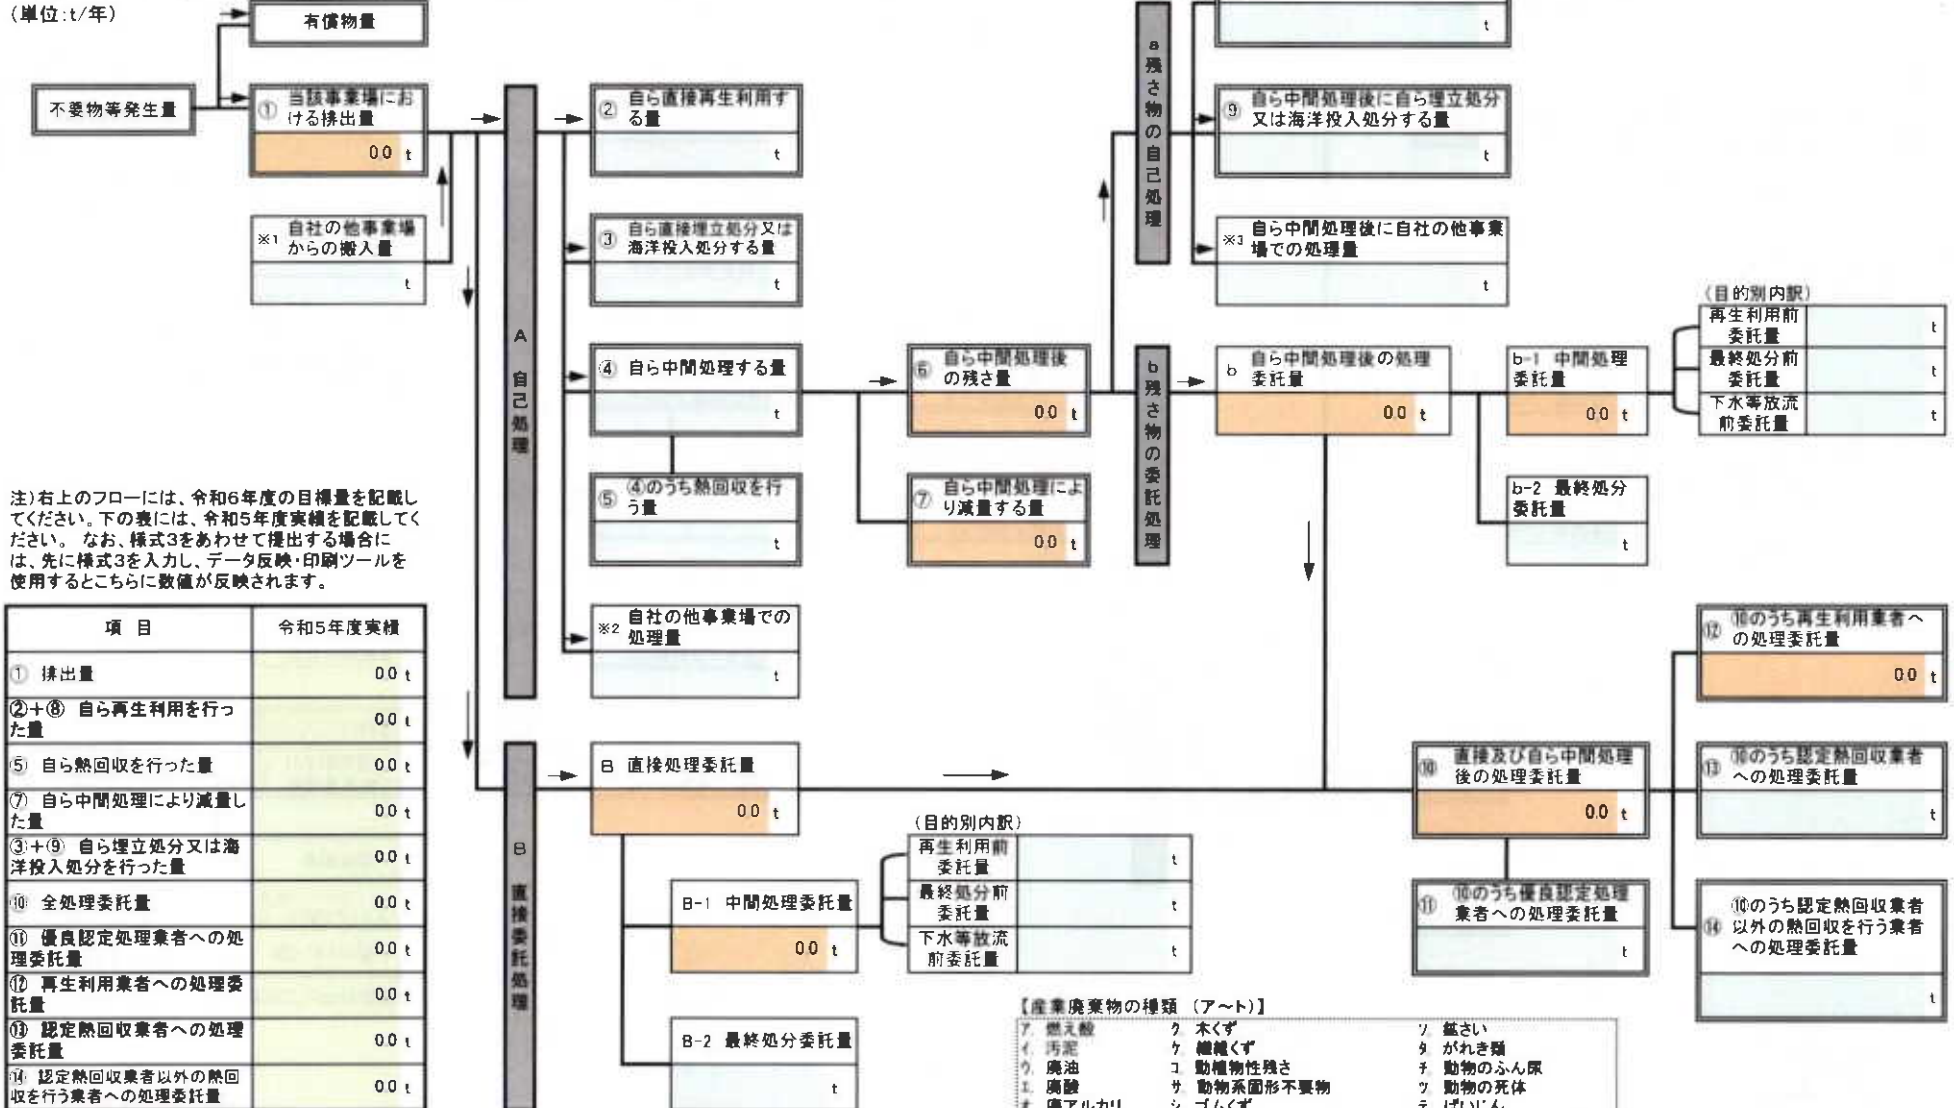 (単位:t/年)
有償物量
不要物等発生量
① 当該事業場にお
ける排出量
0.0 t
※1 自社の他事業場
からの搬入量
t
A 自己処理
② 自ら直接再生利用す
る量
t
③ 自ら直接埋立処分又は
海洋投入処分する量
t
④ 自ら中間処理する量
t
⑤ ④のうち熱回収を行
う量
t
※2 自社の他事業場での
処理量
t
⑥ 自ら中間処理後
の残さ量
0.0 t
⑦ 自ら中間処理によ
り減量する量
0.0 t
a 残さ物の自己処理
t
⑨ 自ら中間処理後に自ら埋立処分
又は海洋投入処分する量
t
※3 自ら中間処理後に自社の他事業
場での処理量
t
b 残さ物の委託処理
b 自ら中間処理後の処理
委託量
0.0 t
b-1 中間処理
委託量
0.0 t
b-2 最終処分
委託量
t
(目的別内訳)
再生利用前
委託量
t
最終処分前
委託量
t
下水等放流
前委託量
t
注)右上のフローには、令和6年度の目標量を記載し
てください。下の表には、令和5年度実績を記載してく
ださい。 なお、様式3をあわせて提出する場合に
は、先に様式3を入力し、データ反映・印刷ツールを
使用するとこちらに数値が反映されます。
項 目 令和5年度実績
① 排出量 0.0 t
②+⑧ 自ら再生利用を行っ
た量 0.0 t
⑤ 自ら熱回収を行った量 0.0 t
⑦ 自ら中間処理により減量し
た量 0.0 t
③+⑨ 自ら埋立処分又は海
洋投入処分を行った量 0.0 t
⑩ 全処理委託量 0.0 t
⑪ 優良認定処理業者への処
理委託量 0.0 t
⑫ 再生利用業者への処理委
託量 0.0 t
⑬ 認定熱回収業者への処理
委託量 0.0 t
⑭ 認定熱回収業者以外の熱回
収を行う業者への処理委託量 0.0 t
B 直接委託処理
B 直接処理委託量
0.0 t
B-1 中間処理委託量
0.0 t
B-2 最終処分委託量
t
(目的別内訳)
再生利用前
委託量
t
最終処分前
委託量
t
下水等放流
前委託量
t
⑩ 直接及び自ら中間処理
後の処理委託量
0.0 t
⑪ ⑩のうち優良認定処理
業者への処理委託量
t
⑫ ⑩のうち再生利用業者へ
の処理委託量
0.0 t
⑬ ⑩のうち認定熱回収業者
への処理委託量
t
⑭ ⑩のうち認定熱回収業者
以外の熱回収を行う業者
への処理委託量
t
【産業廃棄物の種類 (ア～ト)】
ア. 燃え殻 ク. 木くず ソ. 鉱さい
イ. 汚泥 ケ. 繊維くず タ. がれき類
ウ. 廃油 コ. 動植物性残さ チ. 動物のふん尿
エ. 廃酸 サ. 動物系固形不要物 ツ. 動物の死体
オ. 廃アルカリ シ. ゴムくず テ. ばいじん